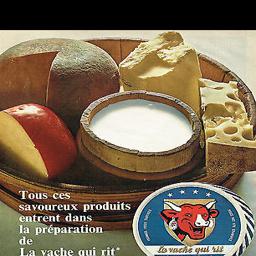 Tous ces
savoureux produits
entrent dans
la préparation
de
La vache qui rit*
La vache qui rit